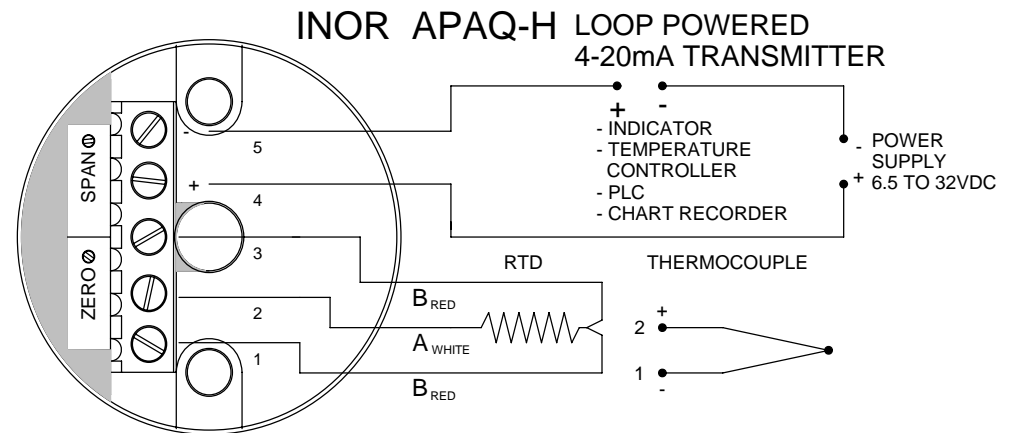 INOR APAQ-H LOOP POWERED
4-20mA TRANSMITTER
SPAN
ZERO
-
5
+
4
3
2
1
+ -
- INDICATOR
- TEMPERATURE
CONTROLLER
- PLC
- CHART RECORDER
- POWER
SUPPLY
+ 6.5 TO 32VDC
RTD
B RED
A WHITE
B RED
THERMOCOUPLE
+
2
1
-